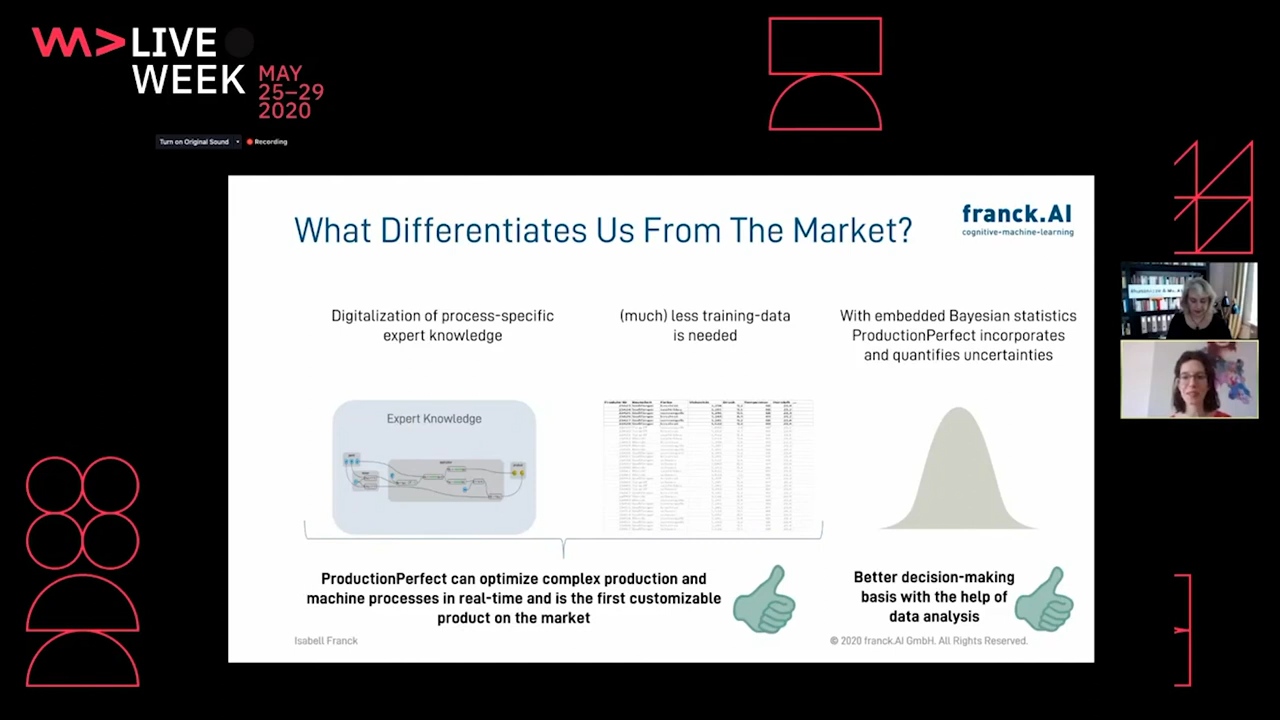 LIVE
WEEK
MAY
25–29
2020
Turn on Original Sound
Recording
What Differentiates Us From The Market?
franck.AI
cognitive-machine-learning
Digitalization of process-specific
expert knowledge
(much) less training-data
is needed
With embedded Bayesian statistics
ProductionPerfect incorporates
and quantifies uncertainties
Expert Knowledge
ProductionPerfect can optimize complex production and
machine processes in real-time and is the first customizable
product on the market
Better decision-making
basis with the help of
data analysis
Isabell Franck
© 2020 franck.AI GmbH. All Rights Reserved.